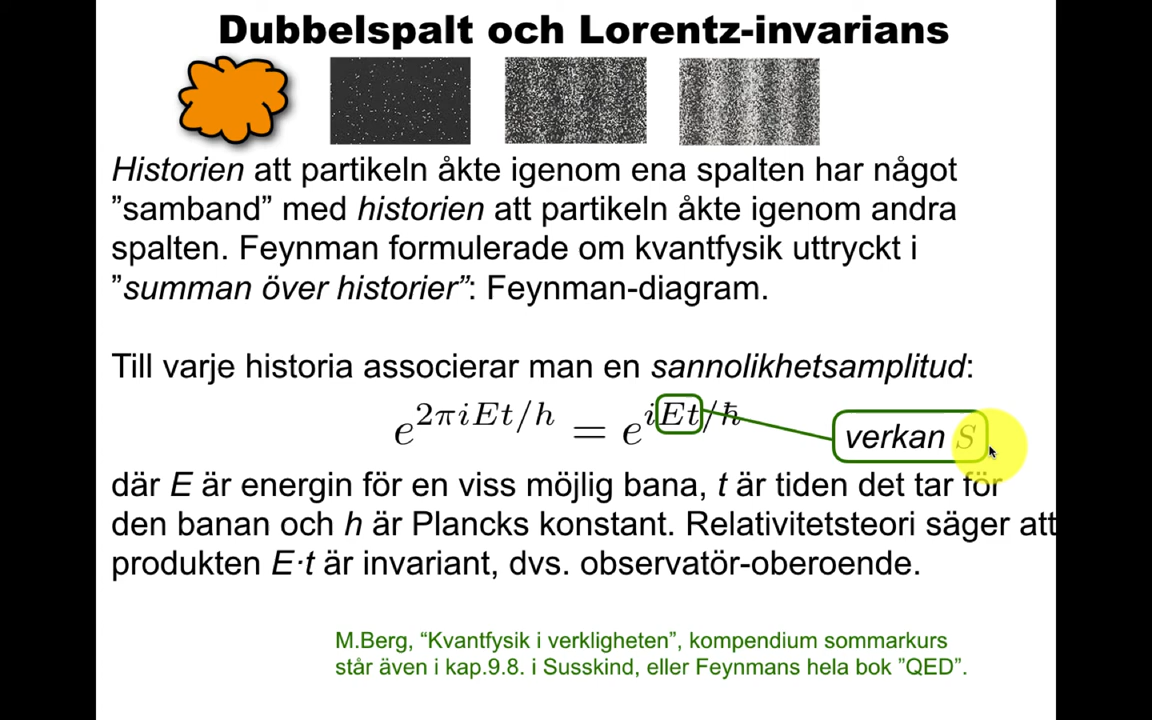 Dubbelspalt och Lorentz-invarians
Historien att partikeln åkte igenom ena spalten har något
”samband” med historien att partikeln åkte igenom andra
spalten. Feynman formulerade om kvantfysik uttryckt i
”summan över historier”: Feynman-diagram.
Till varje historia associerar man en sannolikhetsamplitud:
e^{2πiEt/h} = e^{iEt/ħ}
verkan S
där E är energin för en viss möjlig bana, t är tiden det tar för
den banan och h är Plancks konstant. Relativitetsteori säger att
produkten E·t är invariant, dvs. observatör-oberoende.
M.Berg, “Kvantfysik i verkligheten”, kompendium sommarkurs
står även i kap.9.8. i Susskind, eller Feynmans hela bok ”QED”.